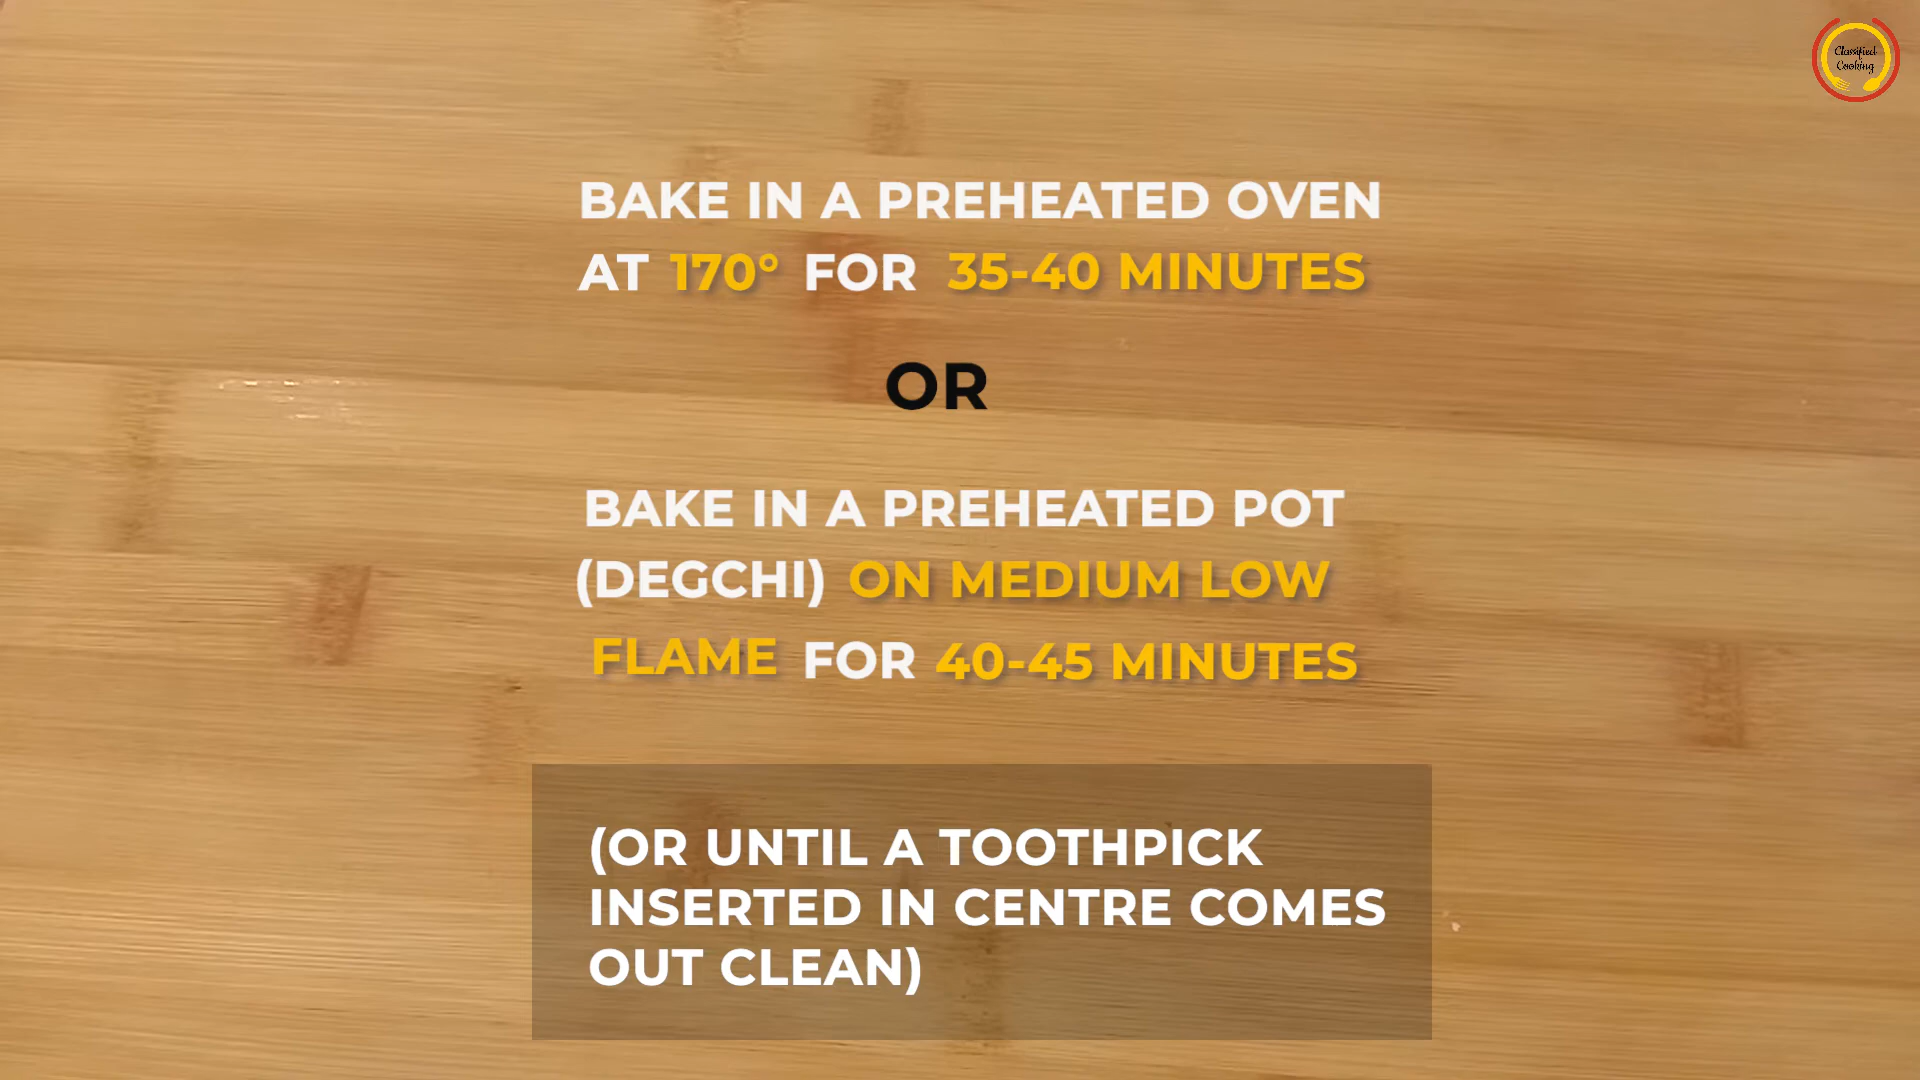 Classified
Cooking
BAKE IN A PREHEATED OVEN
AT 170° FOR 35-40 MINUTES
OR
BAKE IN A PREHEATED POT
(DEGCHI) ON MEDIUM LOW
FLAME FOR 40-45 MINUTES
(OR UNTIL A TOOTHPICK
INSERTED IN CENTRE COMES
OUT CLEAN)